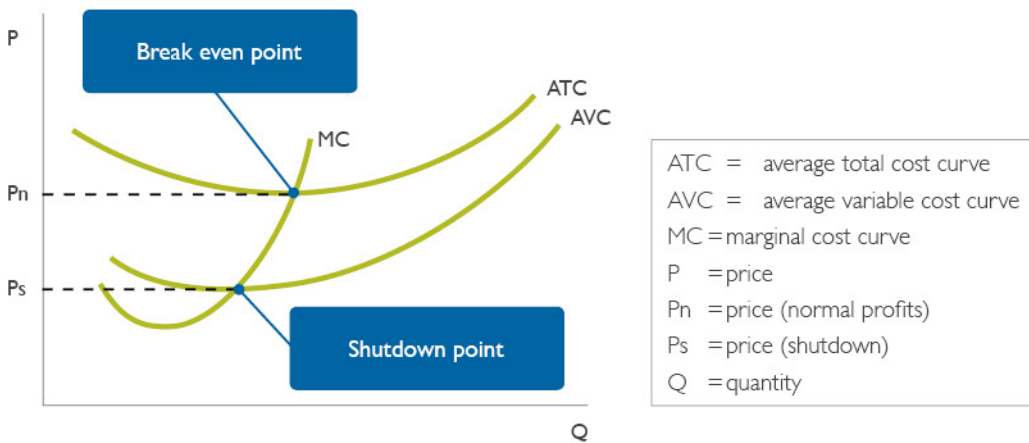 P
Break even point
ATC
AVC
MC
Pn
Ps
Shutdown point
Q
ATC = average total cost curve
AVC = average variable cost curve
MC = marginal cost curve
P = price
Pn = price (normal profits)
Ps = price (shutdown)
Q = quantity